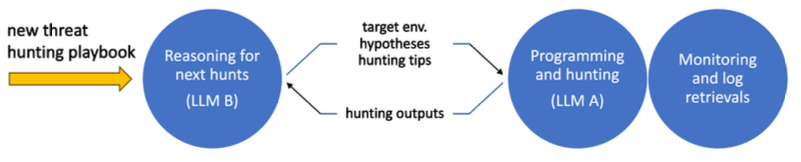 new threat
hunting playbook
Reasoning for
next hunts
(LLM B)
target env.
hypotheses
hunting tips
hunting outputs
Programming
and hunting
(LLM A)
Monitoring
and log
retrievals